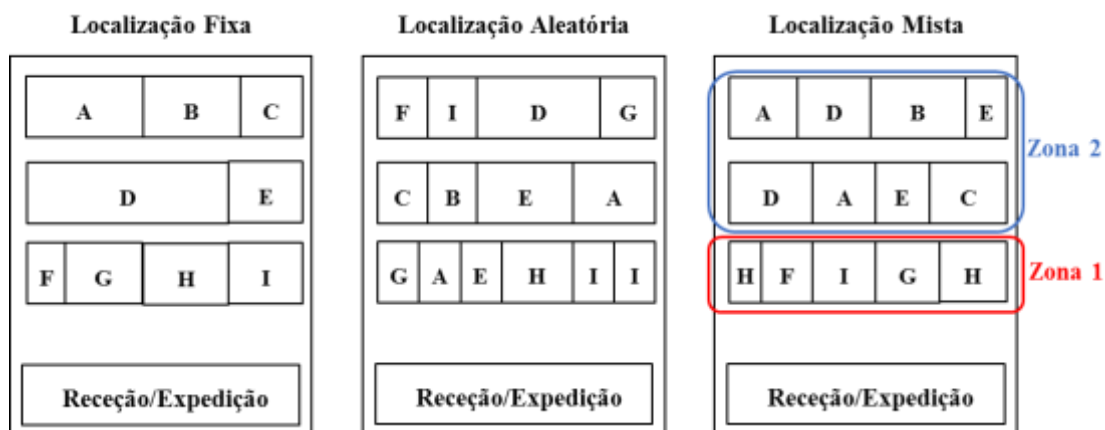 Localização Fixa
A B C
D E
F G H I
Receção/Expedição
Localização Aleatória
F I D G
C B E A
G A E H I I
Receção/Expedição
Localização Mista
A D B E
D A E C
Zona 2
H F I G H
Zona 1
Receção/Expedição